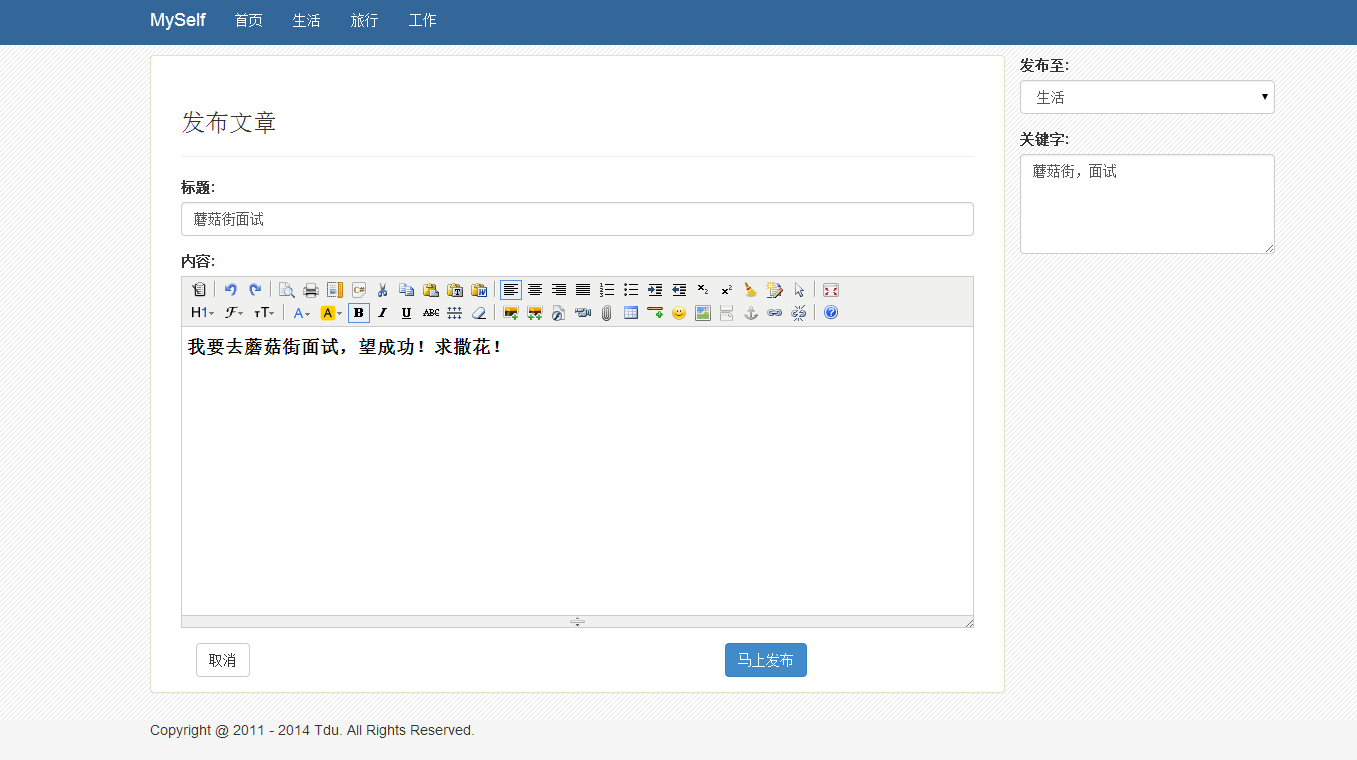 MySelf 首页 生活 旅行 工作
发布文章
标题:
蘑菇街面试
内容:
H1 F TT A A B I U ABC
我要去蘑菇街面试，望成功！求撒花！
取消 马上发布
发布至:
生活
关键字:
蘑菇街，面试
Copyright @ 2011 - 2014 Tdu. All Rights Reserved.